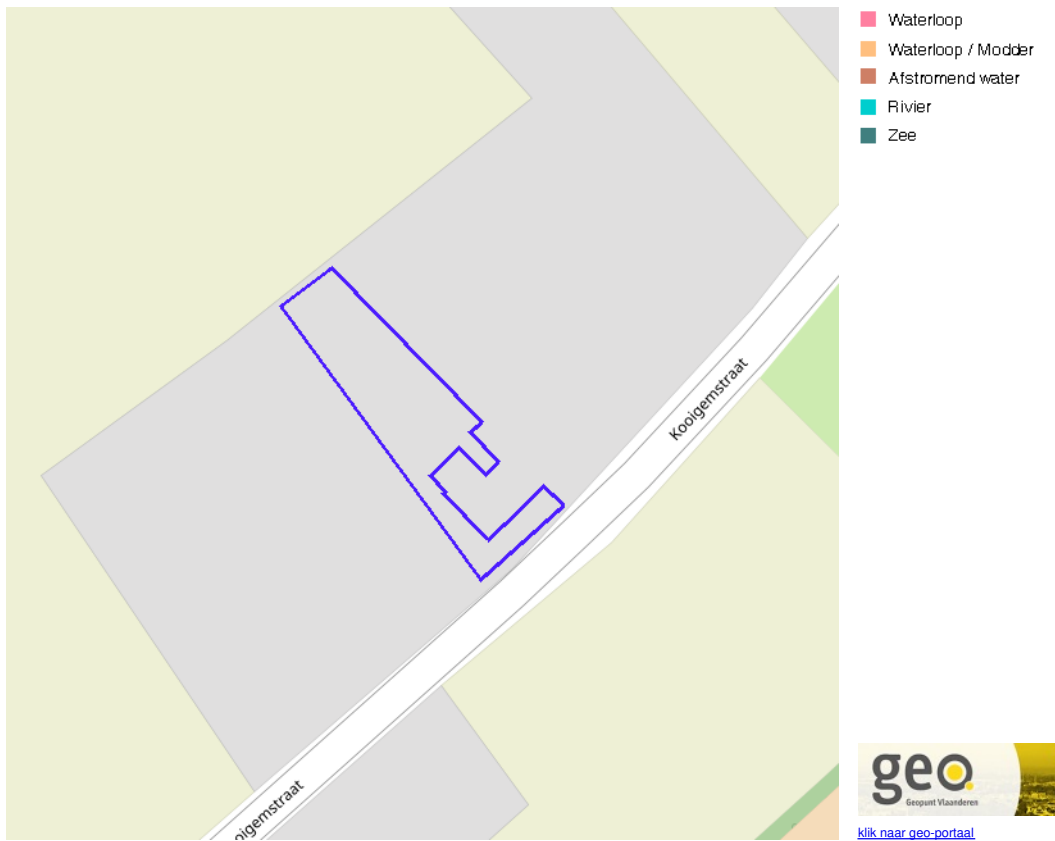 Waterloop
Waterloop / Modder
Afstromend water
Rivier
Zee
Kooigemstraat
oigemstraat
geo.
Geopunt Vlaanderen
klik naar geo-portaal